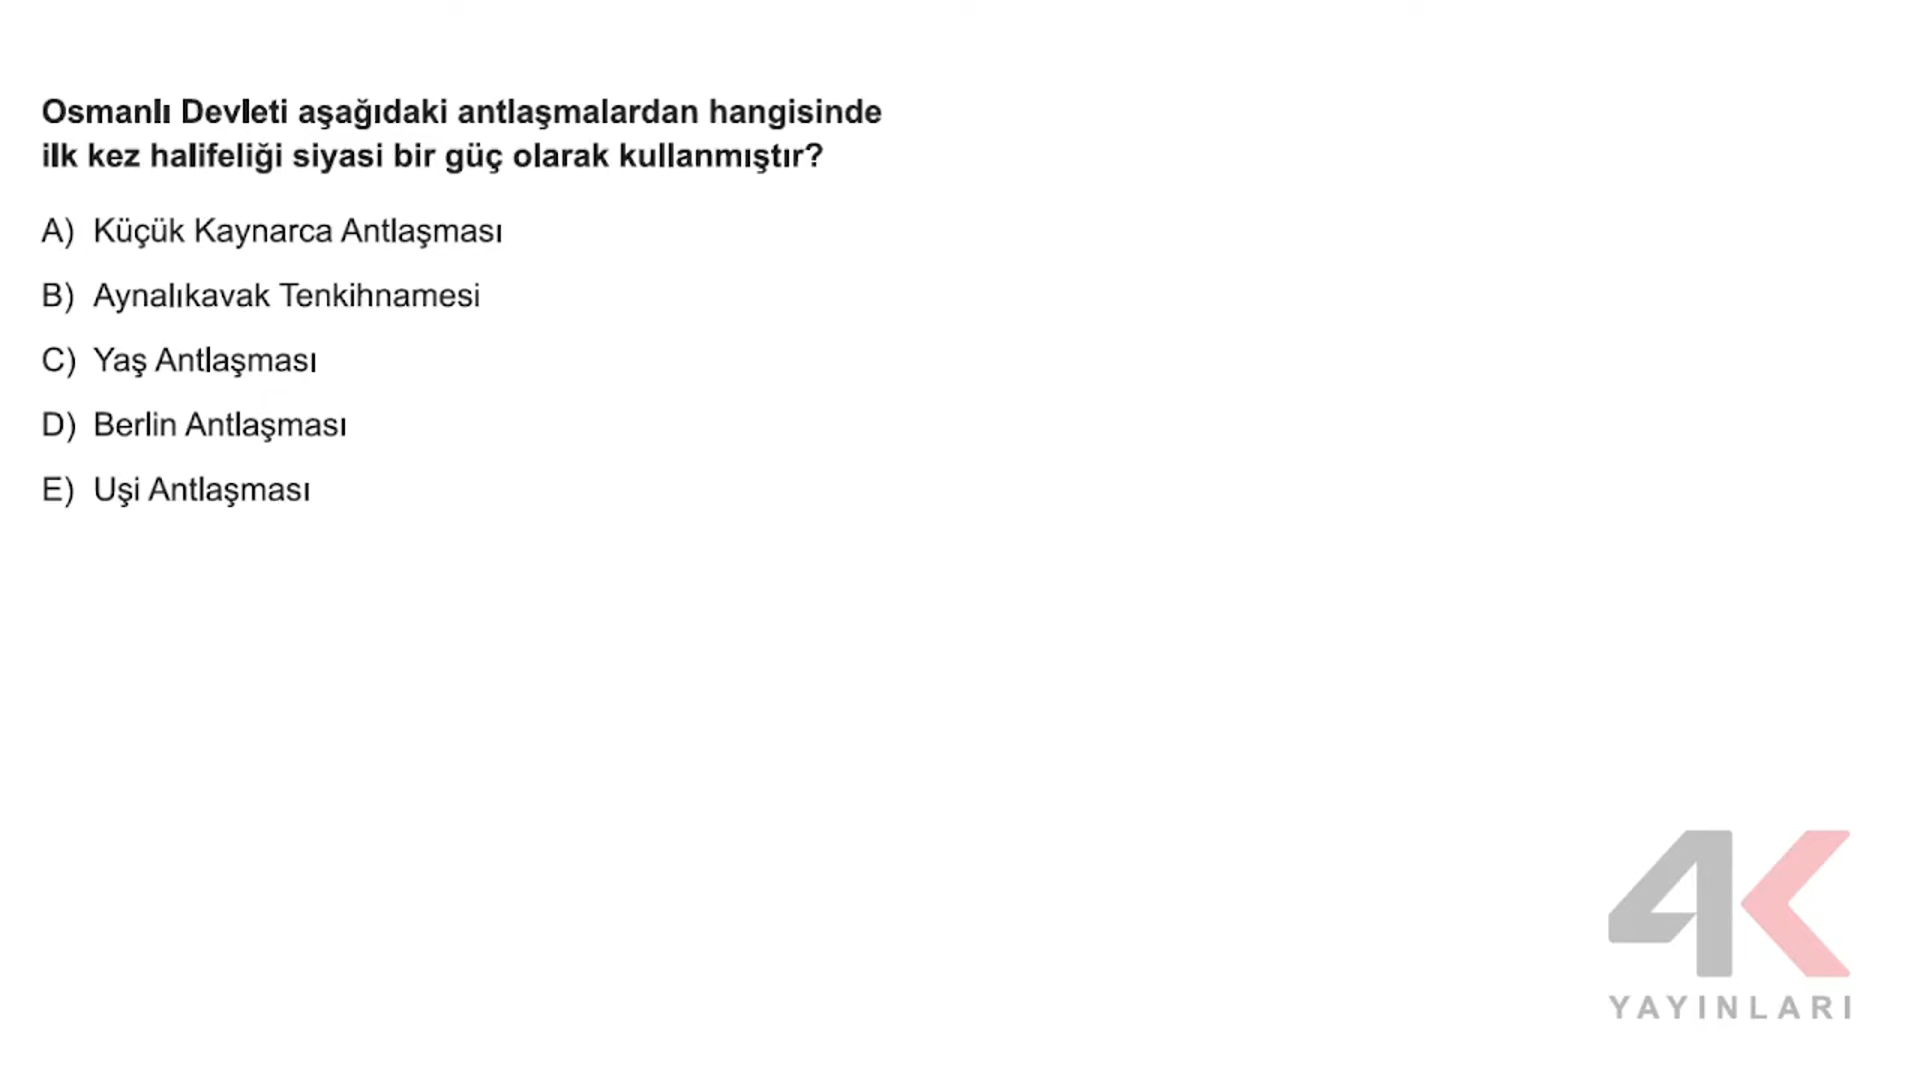 Osmanlı Devleti aşağıdaki antlaşmalardan hangisinde
ilk kez halifeliği siyasi bir güç olarak kullanmıştır?
A) Küçük Kaynarca Antlaşması
B) Aynalıkavak Tenkihnamesi
C) Yaş Antlaşması
D) Berlin Antlaşması
E) Uşi Antlaşması
4K
YAYINLARI